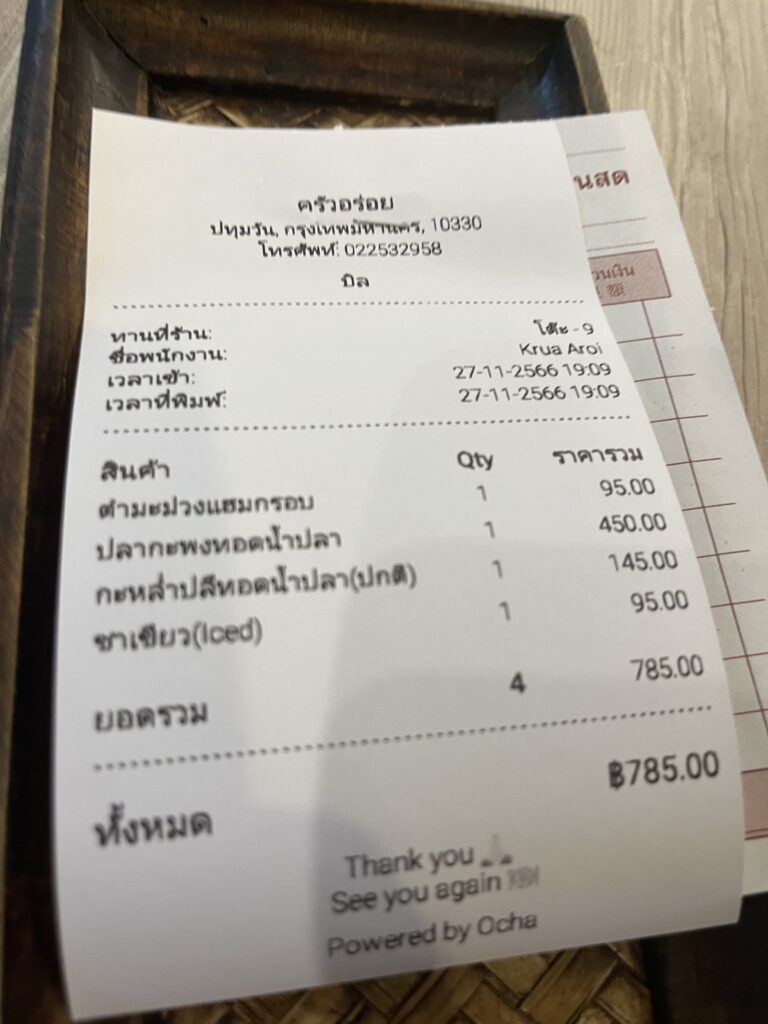 ครัวอร่อย
ปทุมวัน, กรุงเทพมหานคร, 10330
โทรศัพท์: 022532958
บิล
ทานที่ร้าน: โต๊ะ - 9
ชื่อพนักงาน: Krua Aroi
เวลาเข้า: 27-11-2566 19:09
เวลาที่พิมพ์: 27-11-2566 19:09
สินค้า Qty ราคารวม
ตำมะม่วงแฮมกรอบ 1 95.00
ปลากะพงทอดน้ำปลา 1 450.00
กะหล่ำปลีทอดน้ำปลา(ปกติ) 1 145.00
ชาเขียว(Iced) 1 95.00
ยอดรวม 4 785.00
ทั้งหมด ฿785.00
Thank you
See you again
Powered by Ocha
นสด
วนเงิน
額